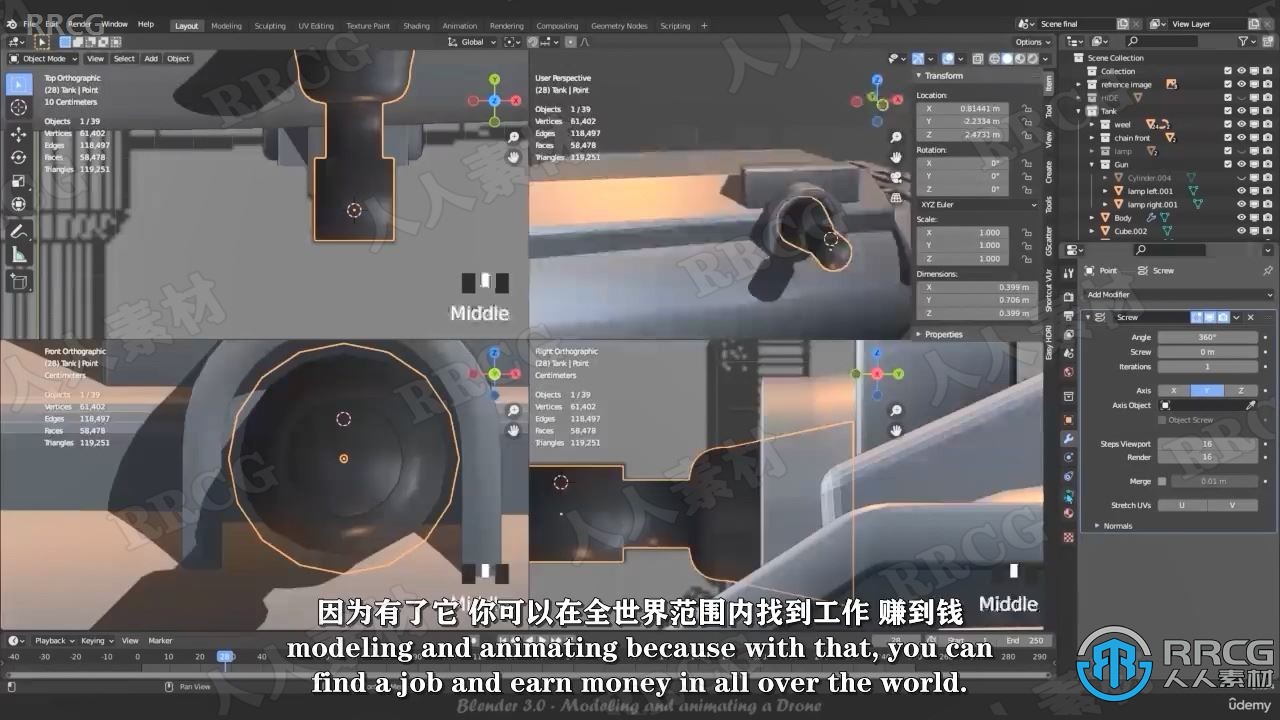 File Edit Render Window Help Layout Modeling Sculpting UV Editing Texture Paint Shading Animation Rendering Compositing Geometry Nodes Scripting + Scene final View Layer
RRCG
Global Options
Object Mode View Select Add Object
Top Orthographic
(28) Tank | Point
10 Centimeters
Objects 1 / 39
Vertices 61,402
Edges 118,497
Faces 58,478
Triangles 119,251
Middle
User Perspective
(28) Tank | Point
Objects 1 / 39
Vertices 61,402
Edges 118,497
Faces 58,478
Triangles 119,251
Transform
Location:
X 0.81441 m
Y -2.2334 m
Z 2.4731 m
Rotation:
X 0°
Y 0°
Z 0°
XYZ Euler
Scale:
X 1.000
Y 1.000
Z 1.000
Dimensions:
X 0.399 m
Y 0.706 m
Z 0.399 m
Properties
Item
Tool
View
Create
Tools
GScatter
Shortcut VUr
Easy HDRI
Scene Collection
Collection
refrence image
HIDE
Tank
weel
chain front
lamp
Gun
Cylinder.004
lamp left.001
lamp right.001
Body
Cube.002
Point Screw
Add Modifier
Screw
Angle 360°
Screw 0 m
Iterations 1
Axis X Y Z
Axis Object
Object Screw
Steps Viewport 16
Render 16
Merge 0.01 m
Stretch UVs U V
Normals
Front Orthographic
(28) Tank | Point
Centimeters
Objects 1 / 39
Vertices 61,402
Edges 118,497
Faces 58,478
Triangles 119,251
Right Orthographic
(28) Tank | Point
Centimeters
Objects 1 / 39
Vertices 61,402
Edges 118,497
Faces 58,478
Triangles 119,251
Middle
因为有了它 你可以在全世界范围内找到工作 赚到钱
modeling and animating because with that, you can
find a job and earn money in all over the world.
Playback Keying View Marker 28 Start End 250
-40 -30 -20 -10 0 10 20 28 40 280 290
Pan View
Blender 3.0 - Modeling and animating a Drone
RRCG
人人素材
ûdemy